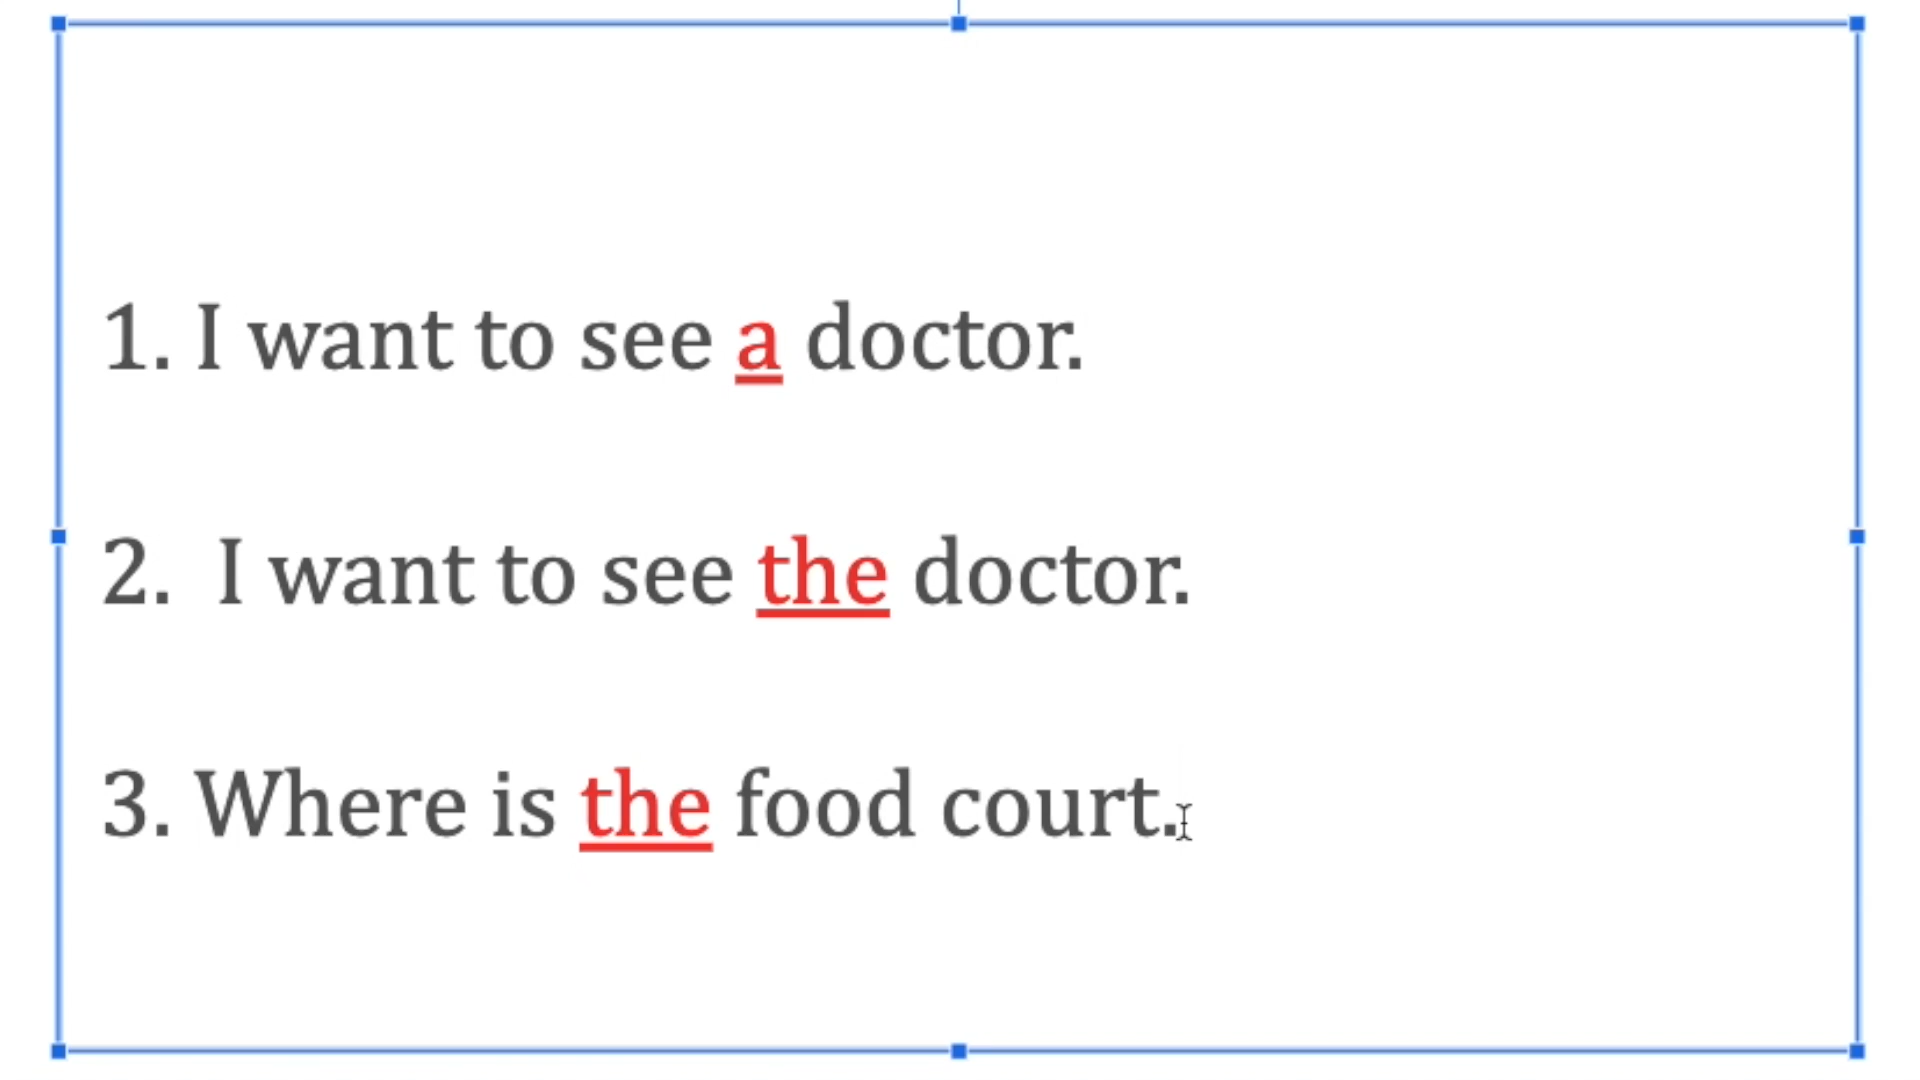 1. I want to see a doctor.
2. I want to see the doctor.
3. Where is the food court.